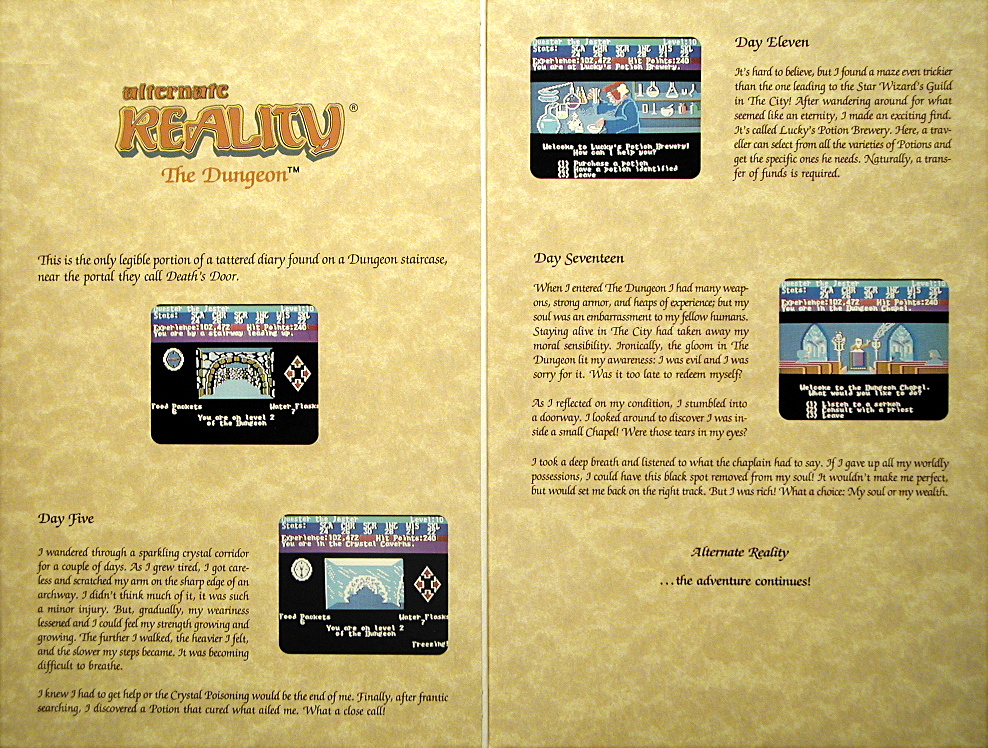 alternate
REALITY®
The Dungeon™
This is the only legible portion of a tattered diary found on a Dungeon staircase,
near the portal they call Death's Door.
Level:10
Stats: STA CHR STR INT WIS SKL
Experience:102,472 Hit Points:240
You are by a stairway leading up.
Food Packets
Water Flasks
You are on level 2
of the Dungeon
Day Five
I wandered through a sparkling crystal corridor
for a couple of days. As I grew tired, I got care-
less and scratched my arm on the sharp edge of an
archway. I didn't think much of it, it was such
a minor injury. But, gradually, my weariness
lessened and I could feel my strength growing and
growing. The further I walked, the heavier I felt,
and the slower my steps became. It was becoming
difficult to breathe.
Level:10
Stats: STA CHR STR INT WIS SKL
Experience:102,472 Hit Points:240
You are in the Crystal Caverns.
Food Packets
Water Flasks
You are on level 2
of the Dungeon
Freezing!
I knew I had to get help or the Crystal Poisoning would be the end of me. Finally, after frantic
searching, I discovered a Potion that cured what ailed me. What a close call!
Level:10
Stats: STA CHR STR INT WIS SKL
Experience:102,472 Hit Points:240
You are at Lucky's Potion Brewery.
Welcome to Lucky's Potion Brewery!
How can I help you?
(1) Purchase a potion
(2) Have a potion identified
(3) Leave
Day Eleven
It's hard to believe, but I found a maze even trickier
than the one leading to the Star Wizard's Guild
in The City! After wandering around for what
seemed like an eternity, I made an exciting find.
It's called Lucky's Potion Brewery. Here, a trav-
eller can select from all the varieties of Potions and
get the specific ones he needs. Naturally, a trans-
fer of funds is required.
Day Seventeen
When I entered The Dungeon I had many weap-
ons, strong armor, and heaps of experience; but my
soul was an embarrassment to my fellow humans.
Staying alive in The City had taken away my
moral sensibility. Ironically, the gloom in The
Dungeon lit my awareness: I was evil and I was
sorry for it. Was it too late to redeem myself?
As I reflected on my condition, I stumbled into
a doorway. I looked around to discover I was in-
side a small Chapel! Were those tears in my eyes?
Level:10
Stats: STA CHR STR INT WIS SKL
Experience:102,472 Hit Points:240
You are in the Dungeon Chapel.
Welcome to the Dungeon Chapel.
What would you like to do?
(1) Listen to a sermon
(2) Consult with a priest
(3) Leave
I took a deep breath and listened to what the chaplain had to say. If I gave up all my worldly
possessions, I could have this black spot removed from my soul! It wouldn't make me perfect,
but would set me back on the right track. But I was rich! What a choice: My soul or my wealth.
Alternate Reality
...the adventure continues!